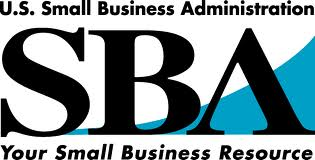 U.S. Small Business Administration
SBA
Your Small Business Resource